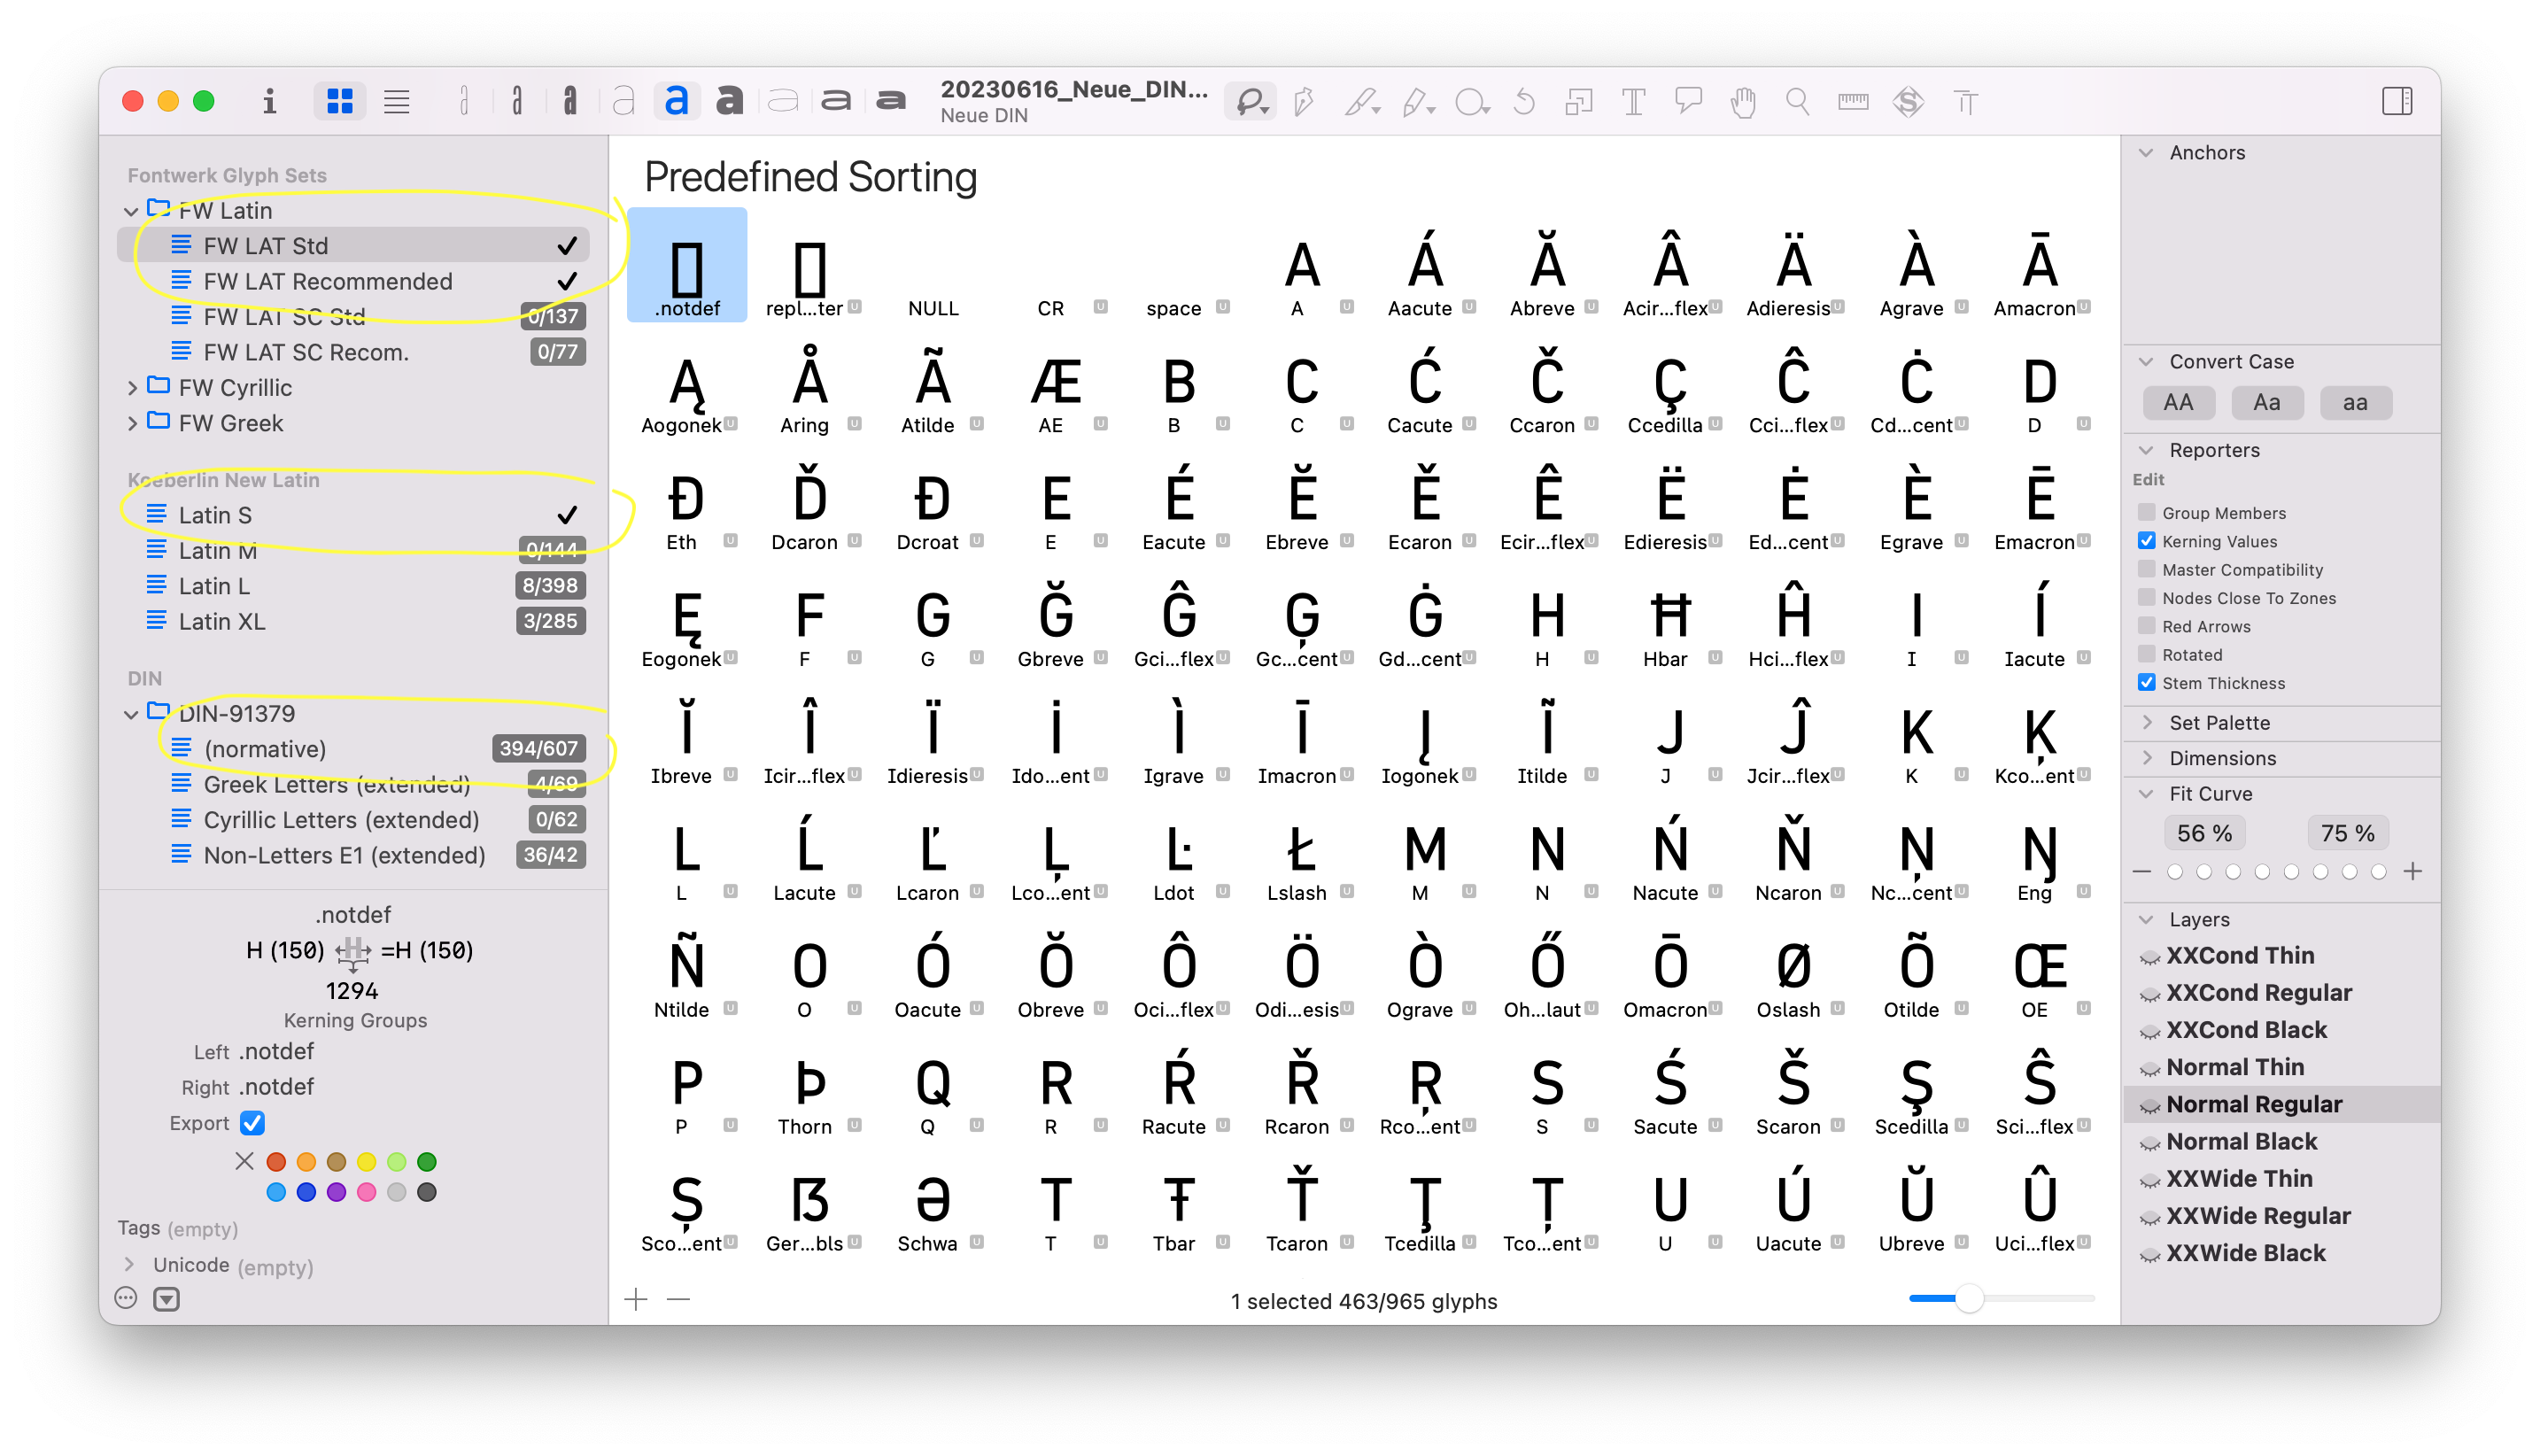 20230616_Neue_DIN...
Neue DIN
Fontwerk Glyph Sets
FW Latin
FW LAT Std
FW LAT Recommended
FW LAT SC Std 0/137
FW LAT SC Recom. 0/77
FW Cyrillic
FW Greek
Koeberlin New Latin
Latin S
Latin M 0/144
Latin L 8/398
Latin XL 3/285
DIN
DIN-91379
(normative) 394/607
Greek Letters (extended) 4/69
Cyrillic Letters (extended) 0/62
Non-Letters E1 (extended) 36/42
.notdef
H (150) =H (150)
1294
Kerning Groups
Left .notdef
Right .notdef
Export
Tags (empty)
Unicode (empty)
Predefined Sorting
A Á Ă Â Ä À Ā
.notdef repl...ter NULL CR space A Aacute Abreve Acir...flex Adieresis Agrave Amacron
Ą Å Ã Æ B C Ć Č Ç Ĉ Ċ D
Aogonek Aring Atilde AE B C Cacute Ccaron Ccedilla Cci...flex Cd...cent D
Ð Ď Đ E É Ĕ Ě Ê Ë Ė È Ē
Eth Dcaron Dcroat E Eacute Ebreve Ecaron Ecir...flex Edieresis Ed...cent Egrave Emacron
Ę F G Ğ Ĝ Ģ Ġ H Ħ Ĥ I Í
Eogonek F G Gbreve Gci...flex Gc...cent Gd...cent H Hbar Hci...flex I Iacute
Ĭ Î Ï İ Ì Ī Į Ĩ J Ĵ K Ķ
Ibreve Icir...flex Idieresis Ido...ent Igrave Imacron Iogonek Itilde J Jcir...flex K Kco...ent
L Ĺ Ľ Ļ Ŀ Ł M N Ń Ň Ņ Ŋ
L Lacute Lcaron Lco...ent Ldot Lslash M N Nacute Ncaron Nc...cent Eng
Ñ O Ó Ŏ Ô Ö Ò Ő Ō Ø Õ Œ
Ntilde O Oacute Obreve Oci...flex Odi...esis Ograve Oh...laut Omacron Oslash Otilde OE
P Þ Q R Ŕ Ř Ŗ S Ś Š Ş Ŝ
P Thorn Q R Racute Rcaron Rco...ent S Sacute Scaron Scedilla Sci...flex
Ș ẞ Ə T Ŧ Ť Ţ Ț U Ú Ŭ Û
Sco...ent Ger...bls Schwa T Tbar Tcaron Tcedilla Tco...ent U Uacute Ubreve Uci...flex
1 selected 463/965 glyphs
Anchors
Convert Case
AA Aa aa
Reporters
Edit
Group Members
Kerning Values
Master Compatibility
Nodes Close To Zones
Red Arrows
Rotated
Stem Thickness
Set Palette
Dimensions
Fit Curve
56 % 75 %
Layers
XXCond Thin
XXCond Regular
XXCond Black
Normal Thin
Normal Regular
Normal Black
XXWide Thin
XXWide Regular
XXWide Black